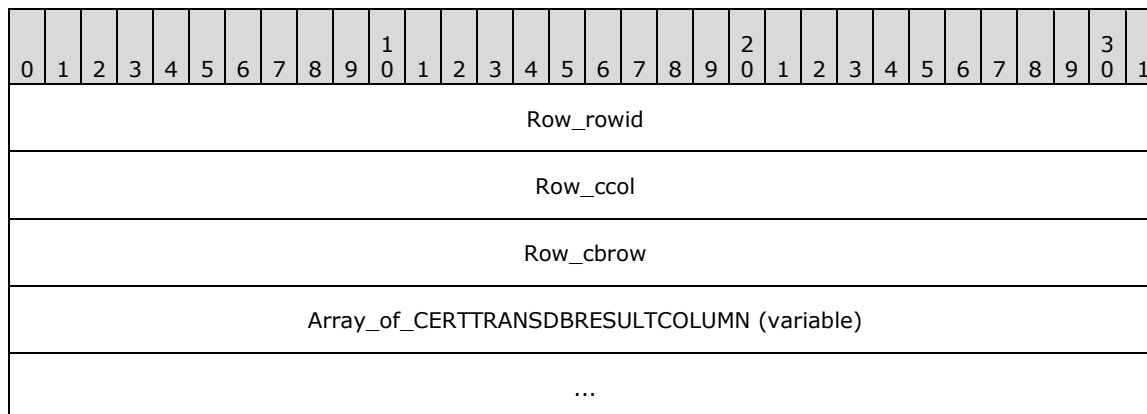 1 2 3
0 1 2 3 4 5 6 7 8 9 0 1 2 3 4 5 6 7 8 9 0 1 2 3 4 5 6 7 8 9 0 1
Row_rowid
Row_ccol
Row_cbrow
Array_of_CERTTRANSDBRESULTCOLUMN (variable)
...